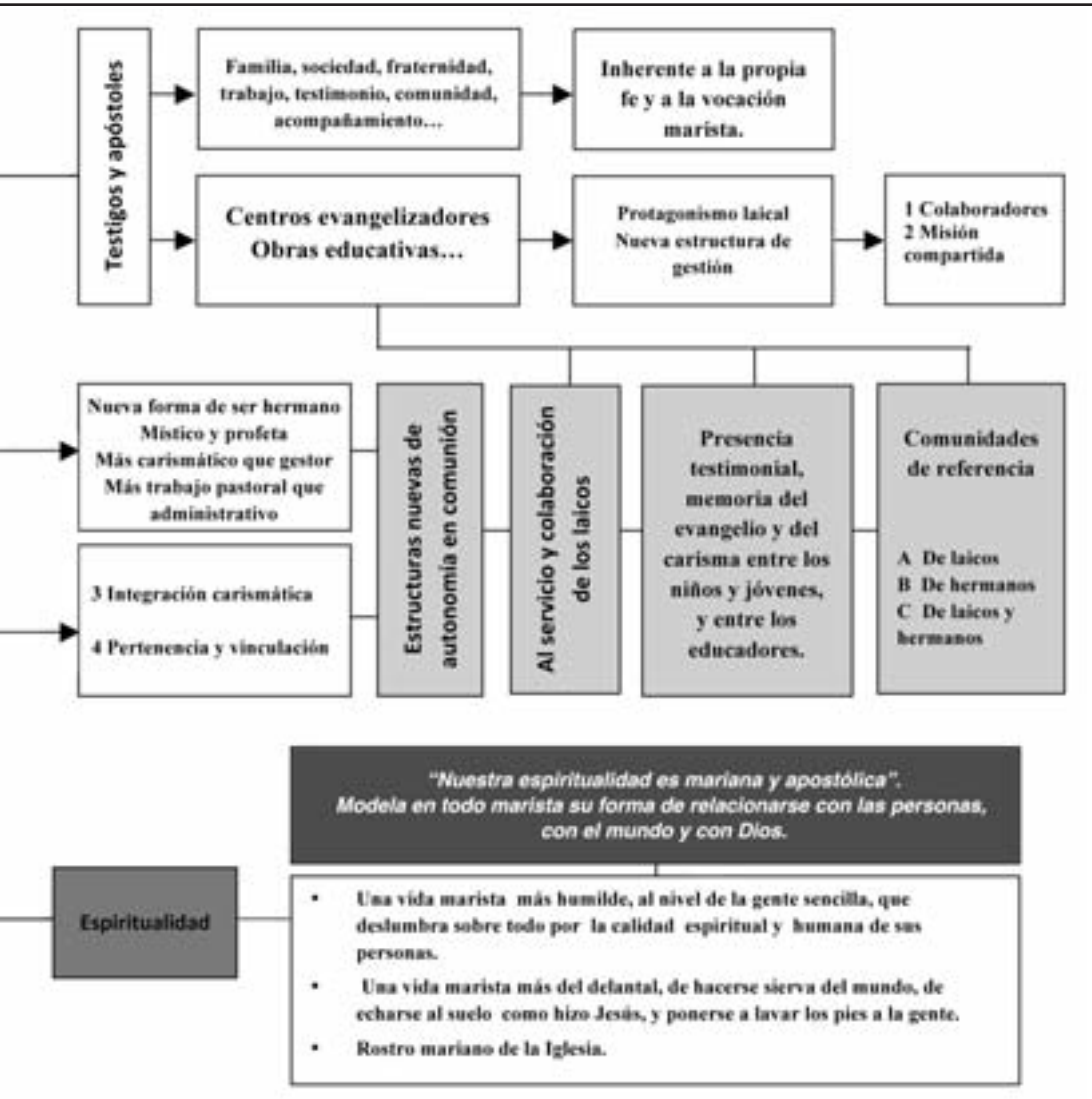 Testigos y apóstoles
Familia, sociedad, fraternidad,
trabajo, testimonio, comunidad,
acompañamiento…
Inherente a la propia
fe y a la vocación
marista.
Centros evangelizadores
Obras educativas…
Protagonismo laical
Nueva estructura de
gestión
1 Colaboradores
2 Misión
compartida
Nueva forma de ser hermano
Místico y profeta
Más carismático que gestor
Más trabajo pastoral que
administrativo
3 Integración carismática
4 Pertenencia y vinculación
Estructuras nuevas de
autonomía en comunión
Al servicio y colaboración
de los laicos
Presencia
testimonial,
memoria del
evangelio y del
carisma entre los
niños y jóvenes,
y entre los
educadores.
Comunidades
de referencia
A De laicos
B De hermanos
C De laicos y
hermanos
"Nuestra espiritualidad es mariana y apostólica".
Modela en todo marista su forma de relacionarse con las personas,
con el mundo y con Dios.
Espiritualidad
• Una vida marista más humilde, al nivel de la gente sencilla, que
deslumbra sobre todo por la calidad espiritual y humana de sus
personas.
• Una vida marista más del delantal, de hacerse sierva del mundo, de
echarse al suelo como hizo Jesús, y ponerse a lavar los pies a la gente.
• Rostro mariano de la Iglesia.